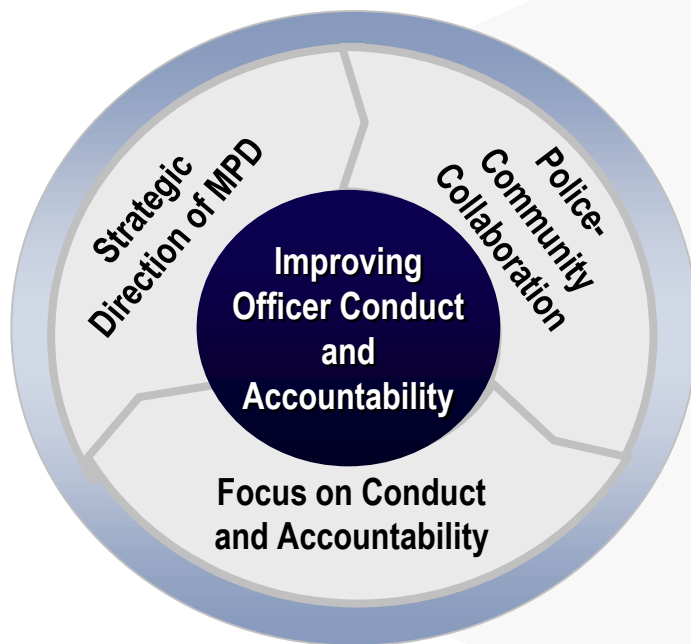 Strategic
Direction of MPD
Police-
Community
Collaboration
Improving
Officer Conduct
and
Accountability
Focus on Conduct
and Accountability